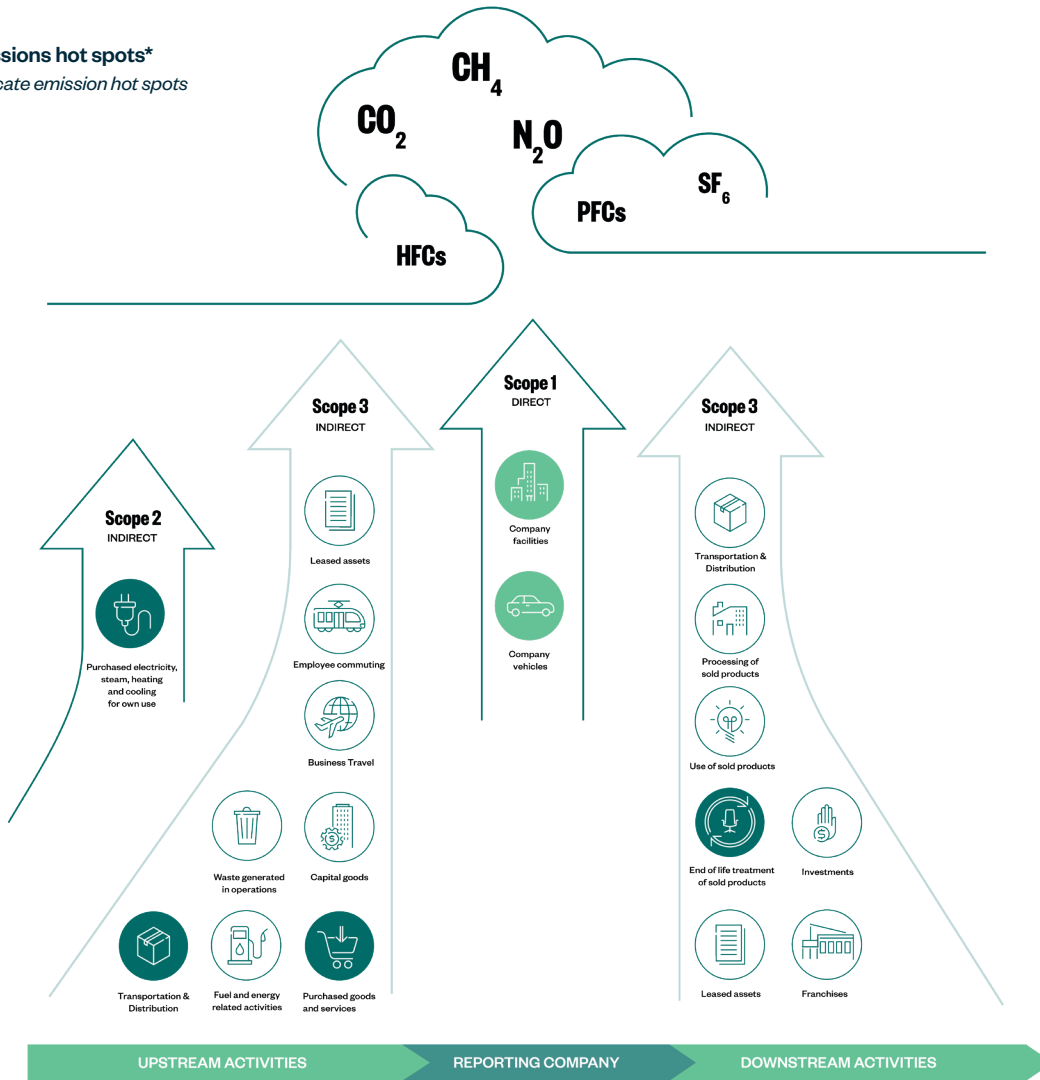 sions hot spots*
cate emission hot spots
CH4
CO2
N2O
SF6
PFCs
HFCs
Scope 1
DIRECT
Scope 3
INDIRECT
Scope 3
INDIRECT
Scope 2
INDIRECT
Company
facilities
Leased assets
Transportation &
Distribution
Company
vehicles
Employee commuting
Processing of
sold products
Purchased electricity,
steam, heating
and cooling
for own use
Business Travel
Use of sold products
Waste generated
in operations
Capital goods
End of life treatment
of sold products
Investments
Transportation &
Distribution
Fuel and energy
related activities
Purchased goods
and services
Leased assets
Franchises
UPSTREAM ACTIVITIES
REPORTING COMPANY
DOWNSTREAM ACTIVITIES